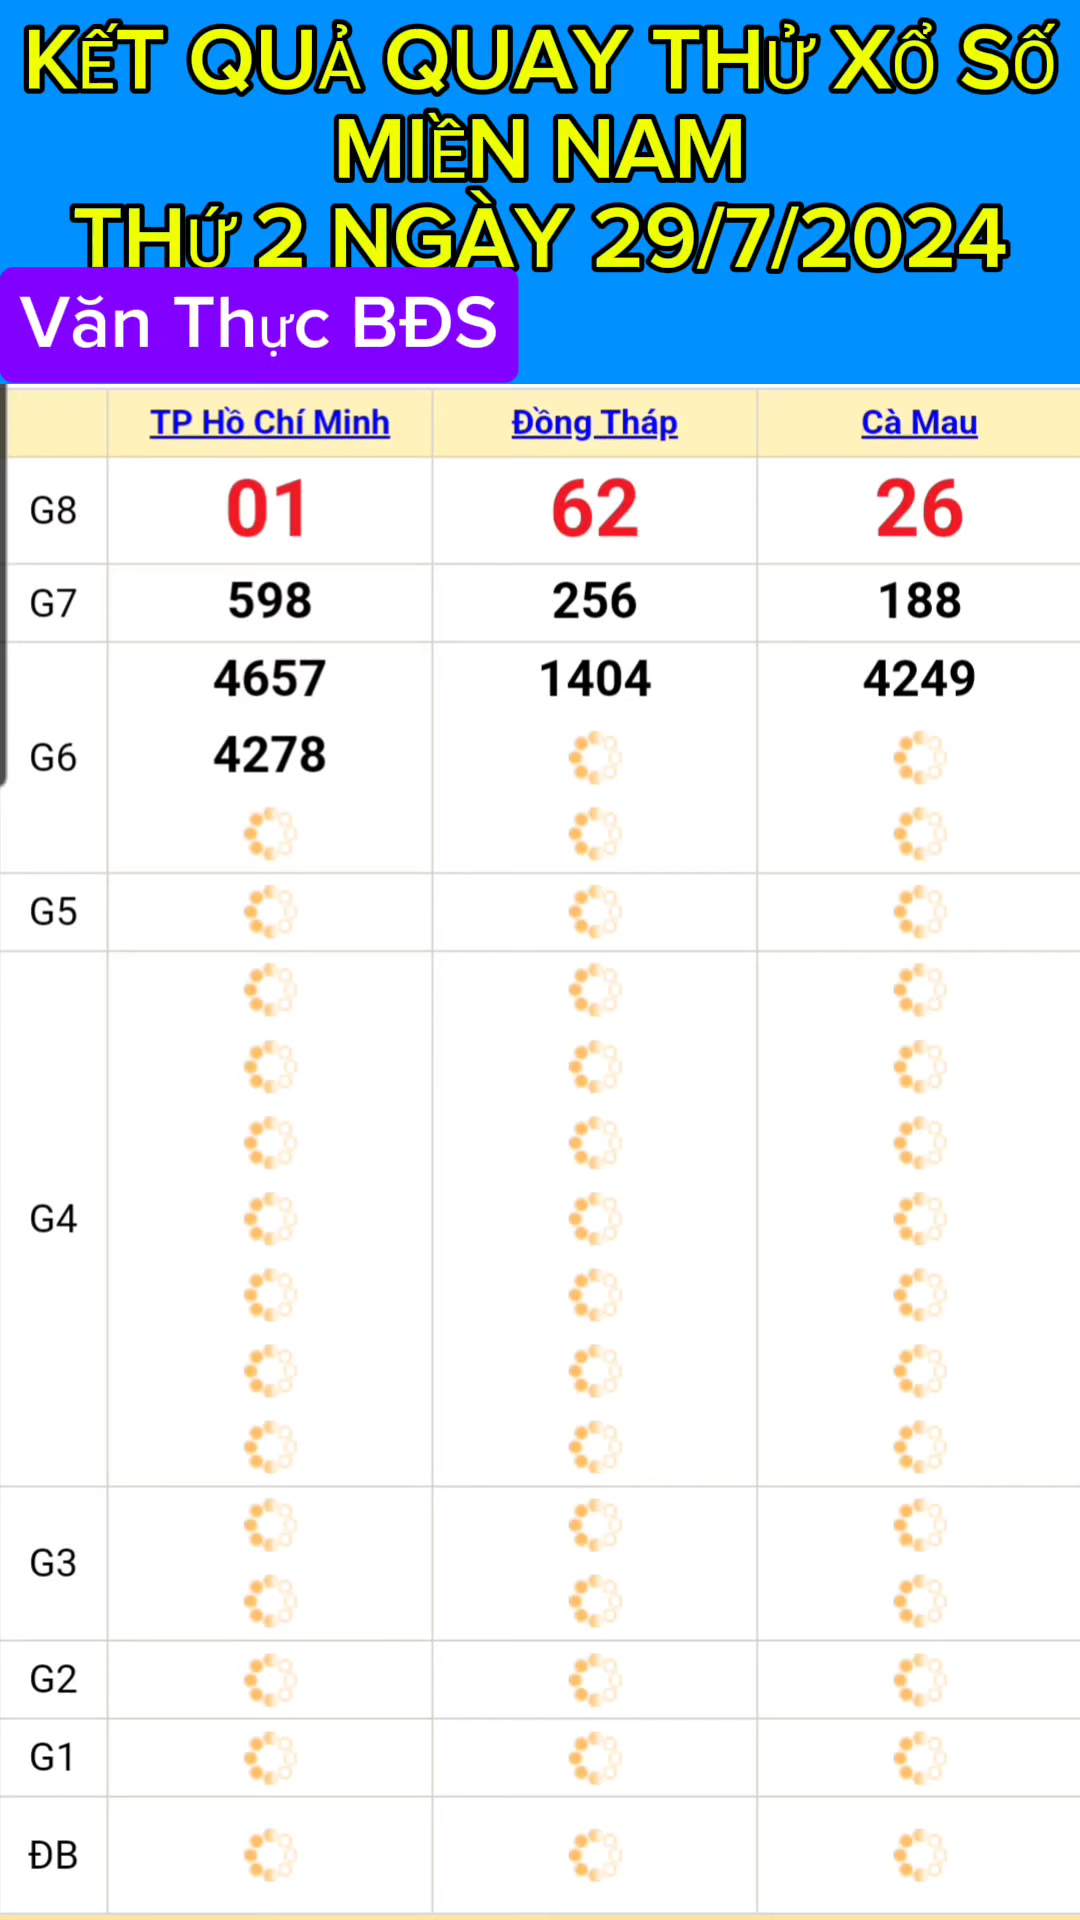 KẾT QUẢ QUAY THỬ XỔ SỐ
MIỀN NAM
THỨ 2 NGÀY 29/7/2024
Văn Thực BĐS
TP Hồ Chí Minh Đồng Tháp Cà Mau
G8 01 62 26
G7 598 256 188
4657 1404 4249
G6 4278
G5
G4
G3
G2
G1
ĐB